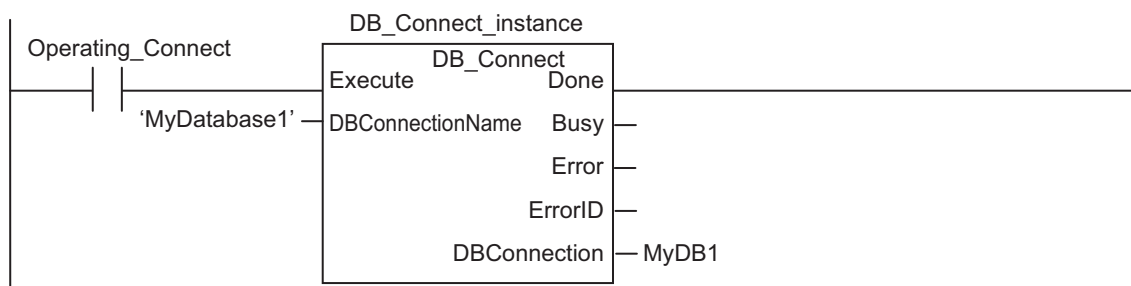 DB_Connect_instance
Operating_Connect
DB_Connect
Execute Done
‘MyDatabase1’ DBConnectionName Busy
Error
ErrorID
DBConnection MyDB1